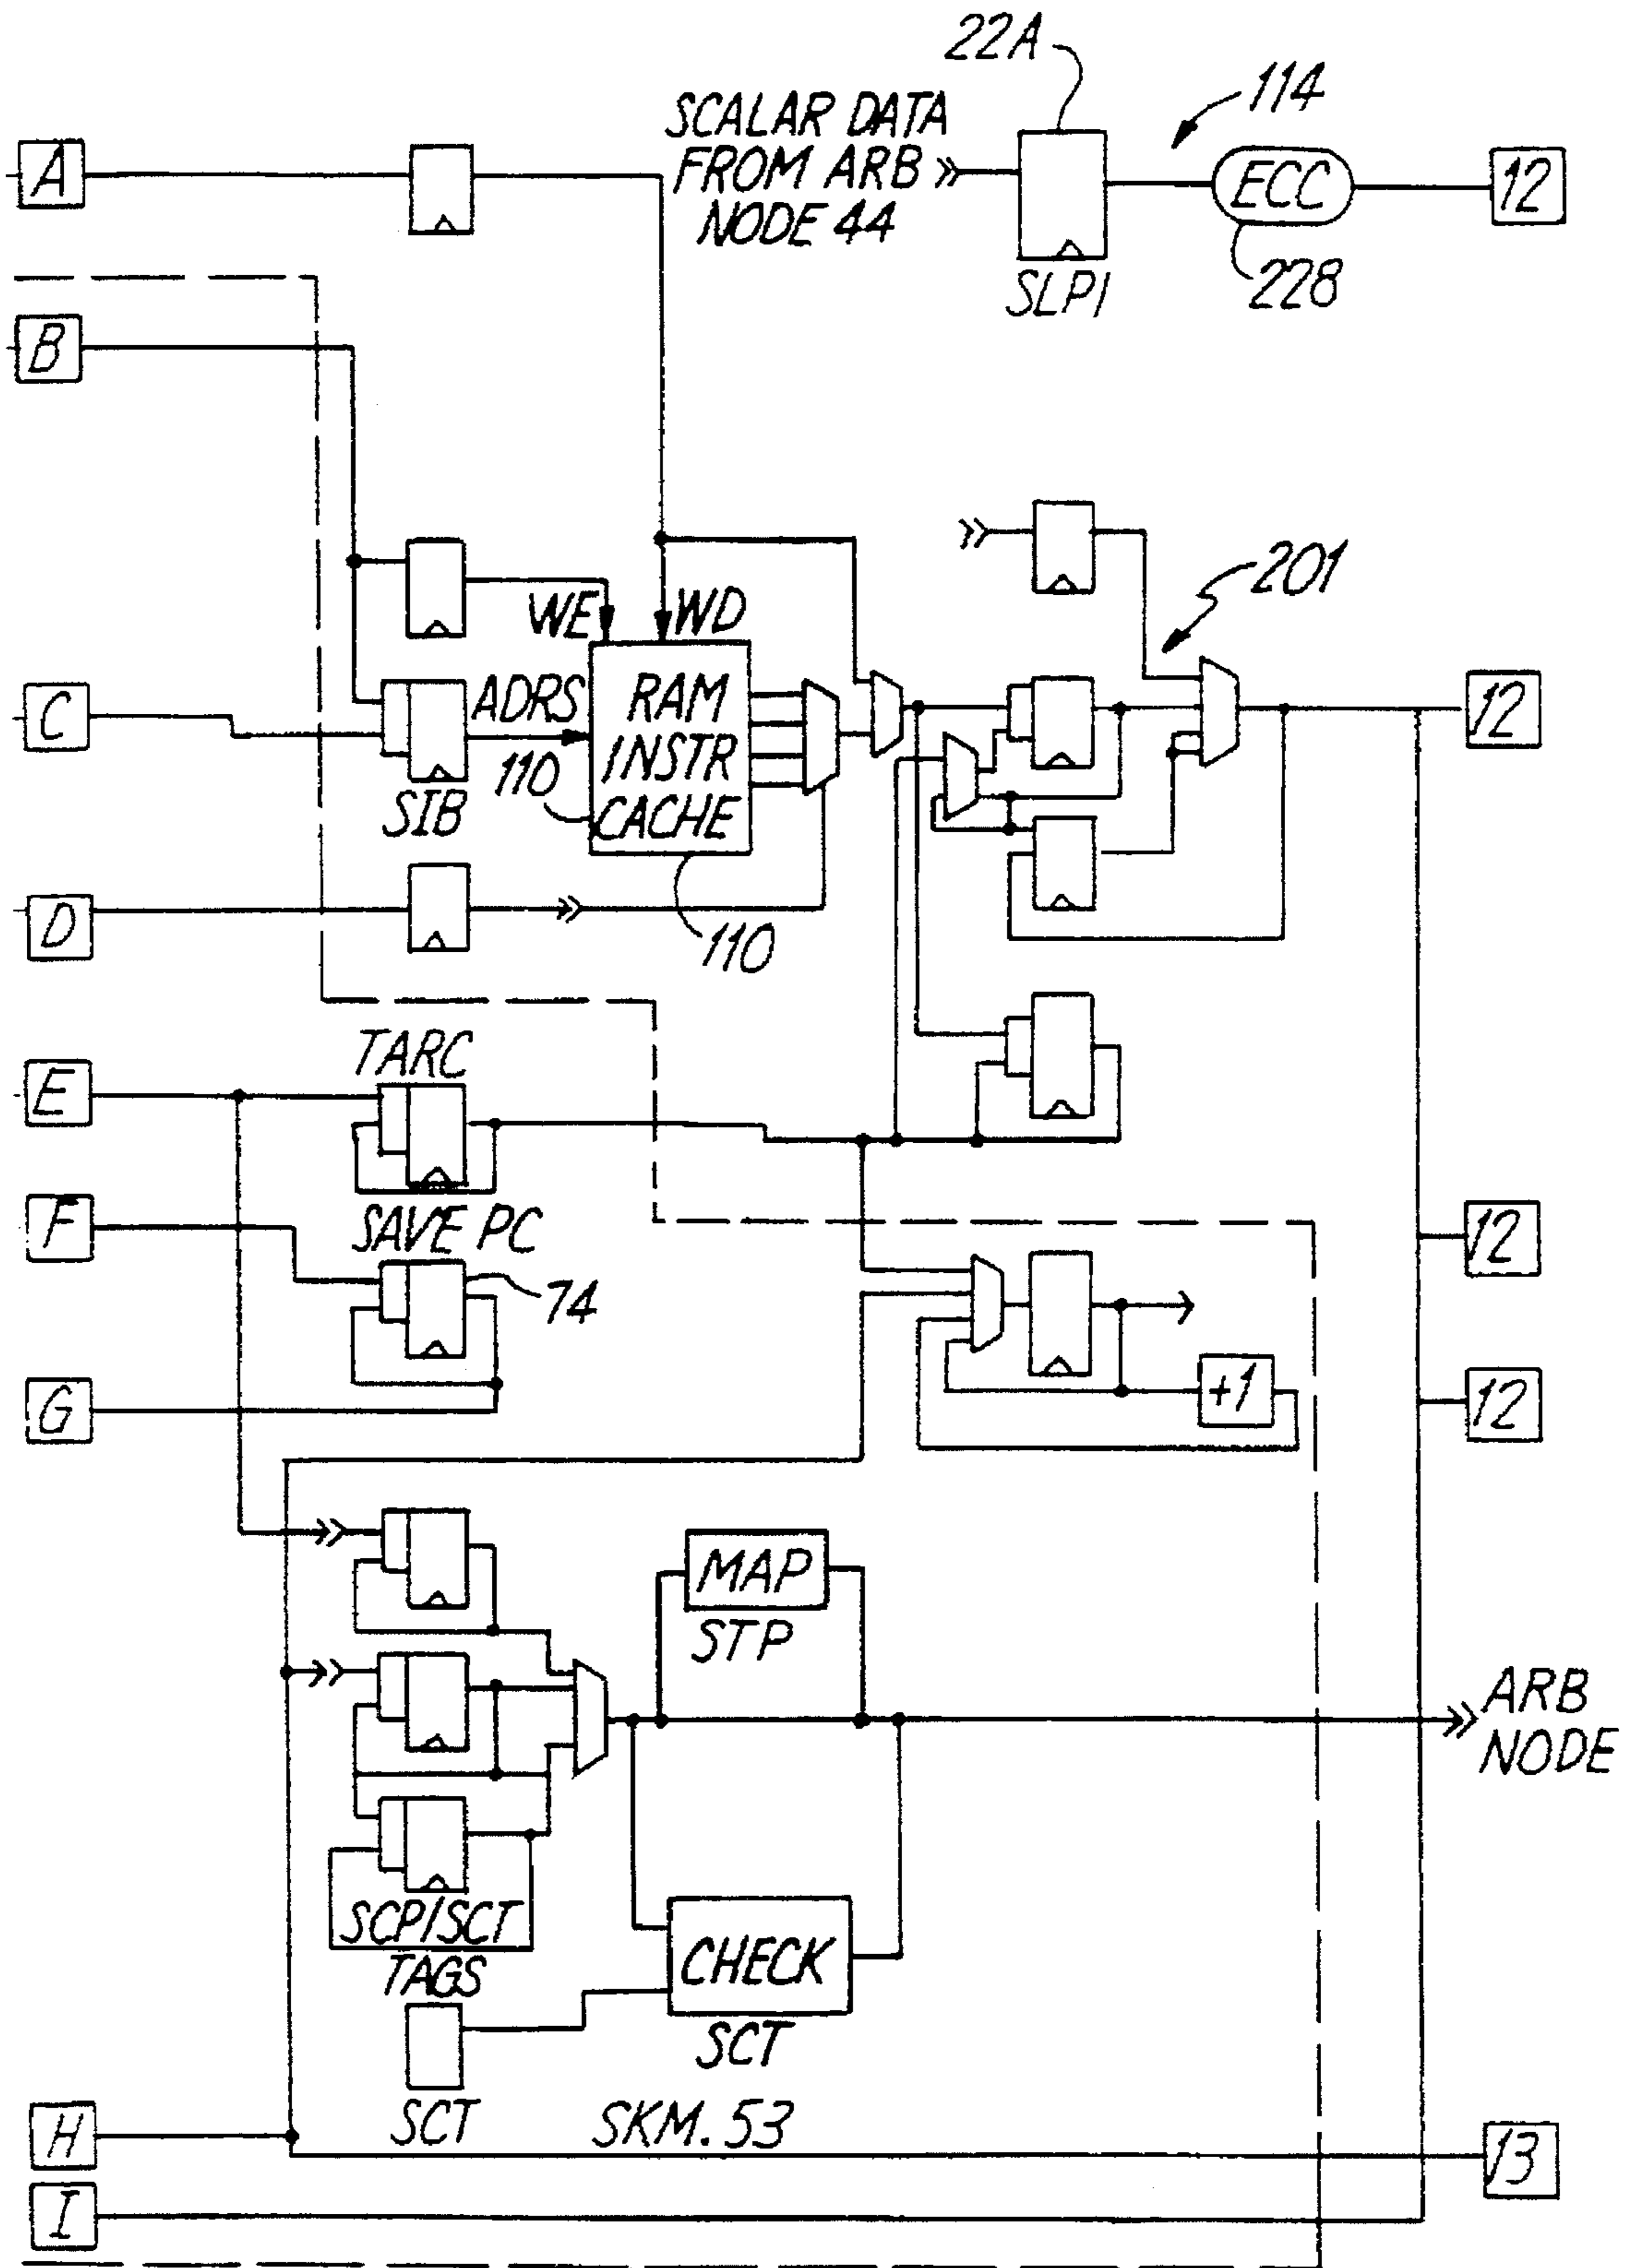 22A
114
SCALAR DATA
FROM ARB
NODE 44
A
ECC
12
SLPI
228
B
201
WE
WD
C
ADRS
RAM
INSTR
CACHE
12
110
SIB
D
110
TARC
E
F
SAVE PC
12
74
G
+1
12
MAP
STP
ARB
NODE
SCP/SCT
TAGS
CHECK
SCT
SCT
SKM. 53
H
13
I